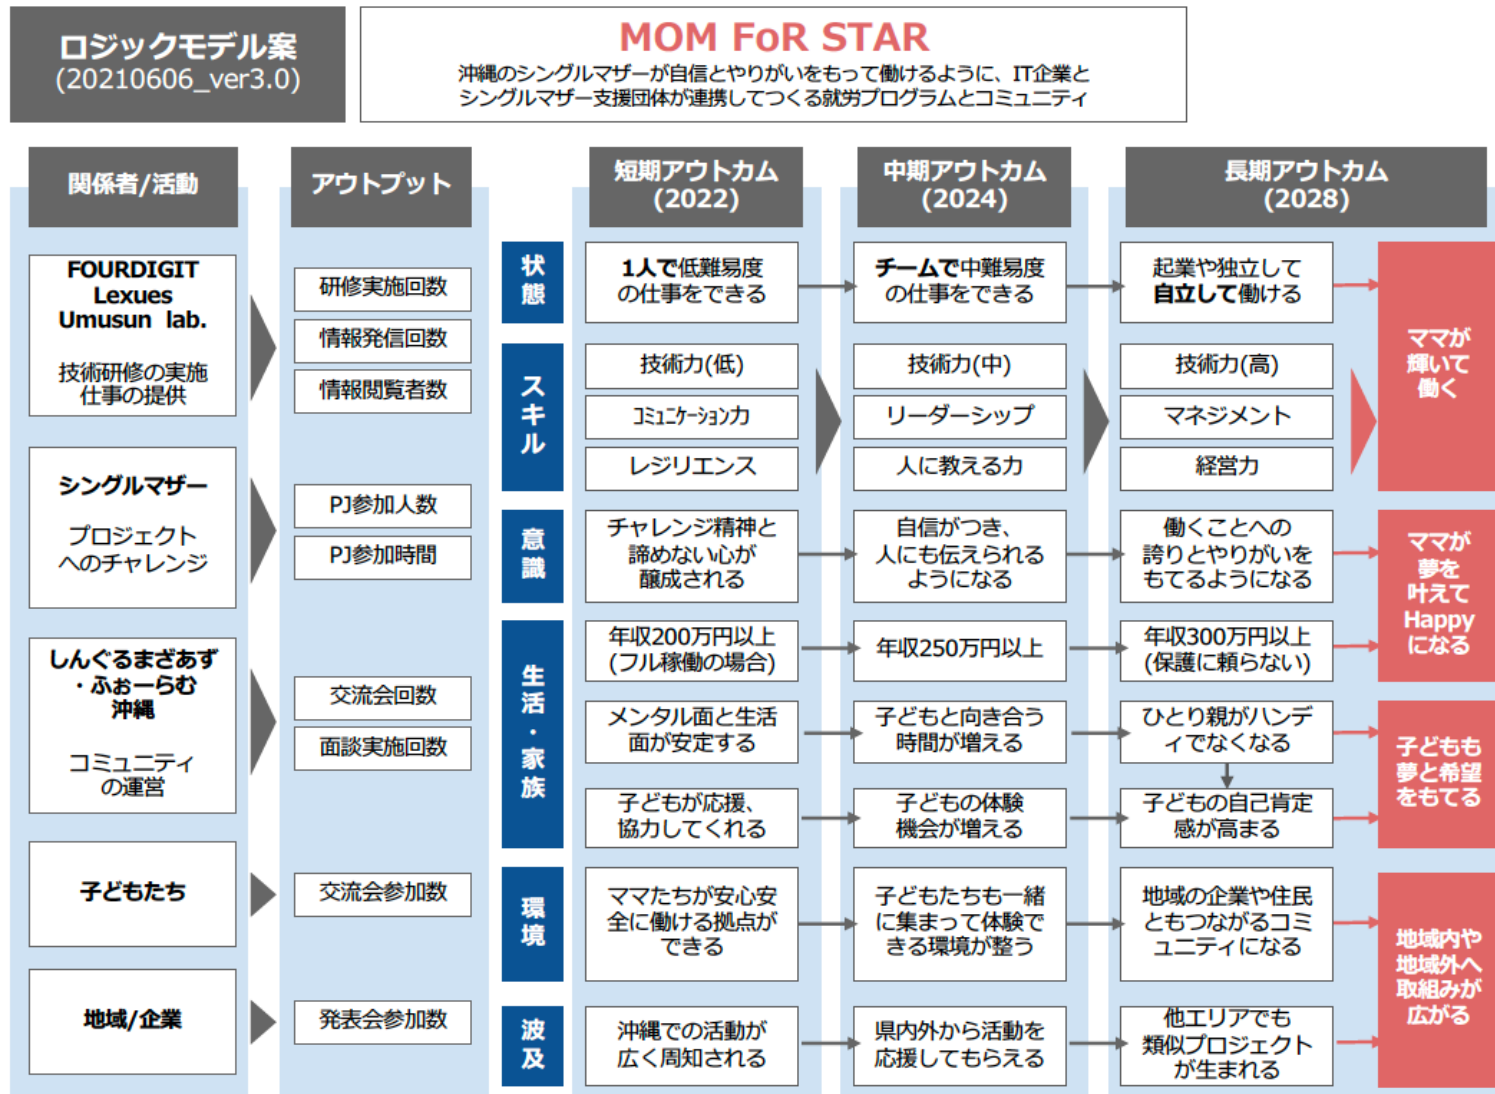 ロジックモデル案
(20210606_ver3.0)
MOM FoR STAR
沖縄のシングルマザーが自信とやりがいをもって働けるように、IT企業と
シングルマザー支援団体が連携してつくる就労プログラムとコミュニティ
関係者/活動
アウトプット
短期アウトカム
(2022)
中期アウトカム
(2024)
長期アウトカム
(2028)
FOURDIGIT
Lexues
Umusun lab.
技術研修の実施
仕事の提供
シングルマザー
プロジェクト
へのチャレンジ
しんぐるまざあず
・ふぉーらむ
沖縄
コミュニティ
の運営
子どもたち
地域/企業
研修実施回数
情報発信回数
情報閲覧者数
PJ参加人数
PJ参加時間
交流会回数
面談実施回数
交流会参加数
発表会参加数
状態
1人で低難易度
の仕事をできる
チームで中難易度
の仕事をできる
起業や独立して
自立して働ける
スキル
技術力(低)
技術力(中)
技術力(高)
コミュニケーション力
リーダーシップ
マネジメント
レジリエンス
人に教える力
経営力
ママが
輝いて
働く
意識
チャレンジ精神と
諦めない心が
醸成される
自信がつき、
人にも伝えられる
ようになる
働くことへの
誇りとやりがいを
もてるようになる
生活・家族
年収200万円以上
(フル稼働の場合)
年収250万円以上
年収300万円以上
(保護に頼らない)
ママが
夢を
叶えて
Happy
になる
メンタル面と生活
面が安定する
子どもと向き合う
時間が増える
ひとり親がハンデ
ィでなくなる
子どもが応援、
協力してくれる
子どもの体験
機会が増える
子どもの自己肯定
感が高まる
子どもも
夢と希望
をもてる
環境
ママたちが安心安
全に働ける拠点が
できる
子どもたちも一緒
に集まって体験で
きる環境が整う
地域の企業や住民
ともつながるコミ
ュニティになる
波及
沖縄での活動が
広く周知される
県内外から活動を
応援してもらえる
他エリアでも
類似プロジェクト
が生まれる
地域内や
地域外へ
取組みが
広がる